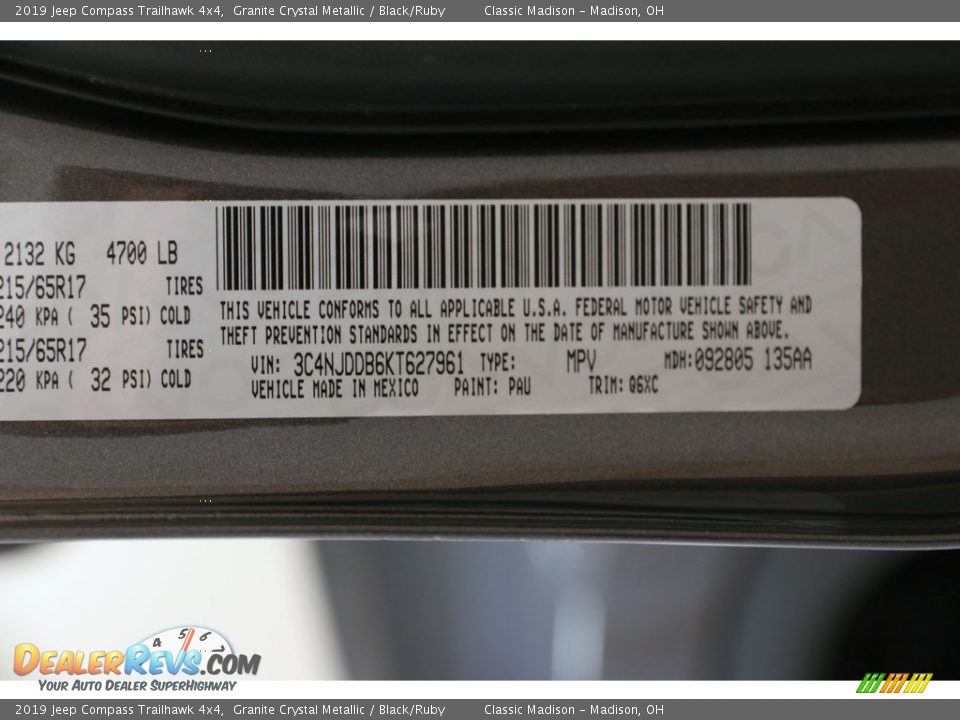 2019 Jeep Compass Trailhawk 4x4, Granite Crystal Metallic / Black/Ruby Classic Madison - Madison, OH
2132 KG 4700 LB
215/65R17 TIRES
240 KPA ( 35 PSI) COLD
215/65R17 TIRES
220 KPA ( 32 PSI) COLD
THIS VEHICLE CONFORMS TO ALL APPLICABLE U.S.A. FEDERAL MOTOR VEHICLE SAFETY AND
THEFT PREVENTION STANDARDS IN EFFECT ON THE DATE OF MANUFACTURE SHOWN ABOVE.
VIN: 3C4NJDDB6KT627961 TYPE: MPV MDH:092805 135AA
VEHICLE MADE IN MEXICO PAINT: PAU TRIM: Q6XC
4 5 6
DealerRevs.com
Your Auto Dealer SuperHighway
2019 Jeep Compass Trailhawk 4x4, Granite Crystal Metallic / Black/Ruby Classic Madison - Madison, OH